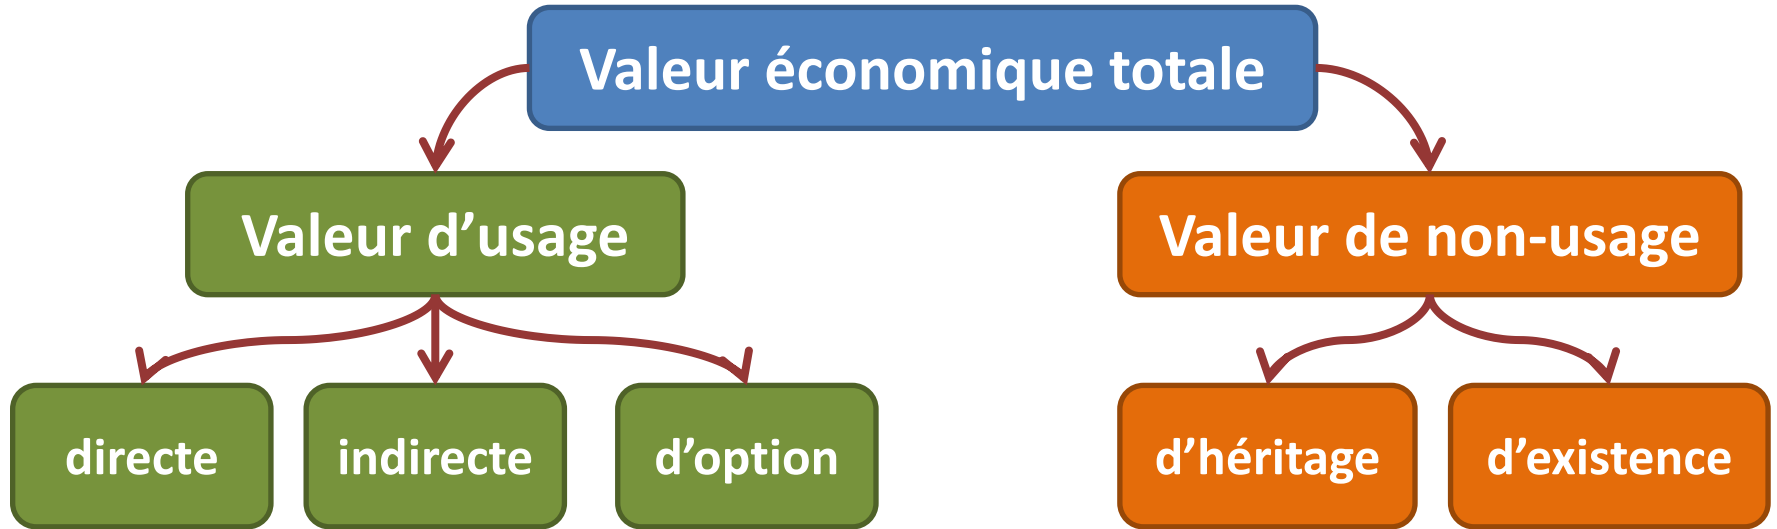 Valeur économique totale
Valeur d’usage
Valeur de non-usage
directe
indirecte
d’option
d’héritage
d’existence